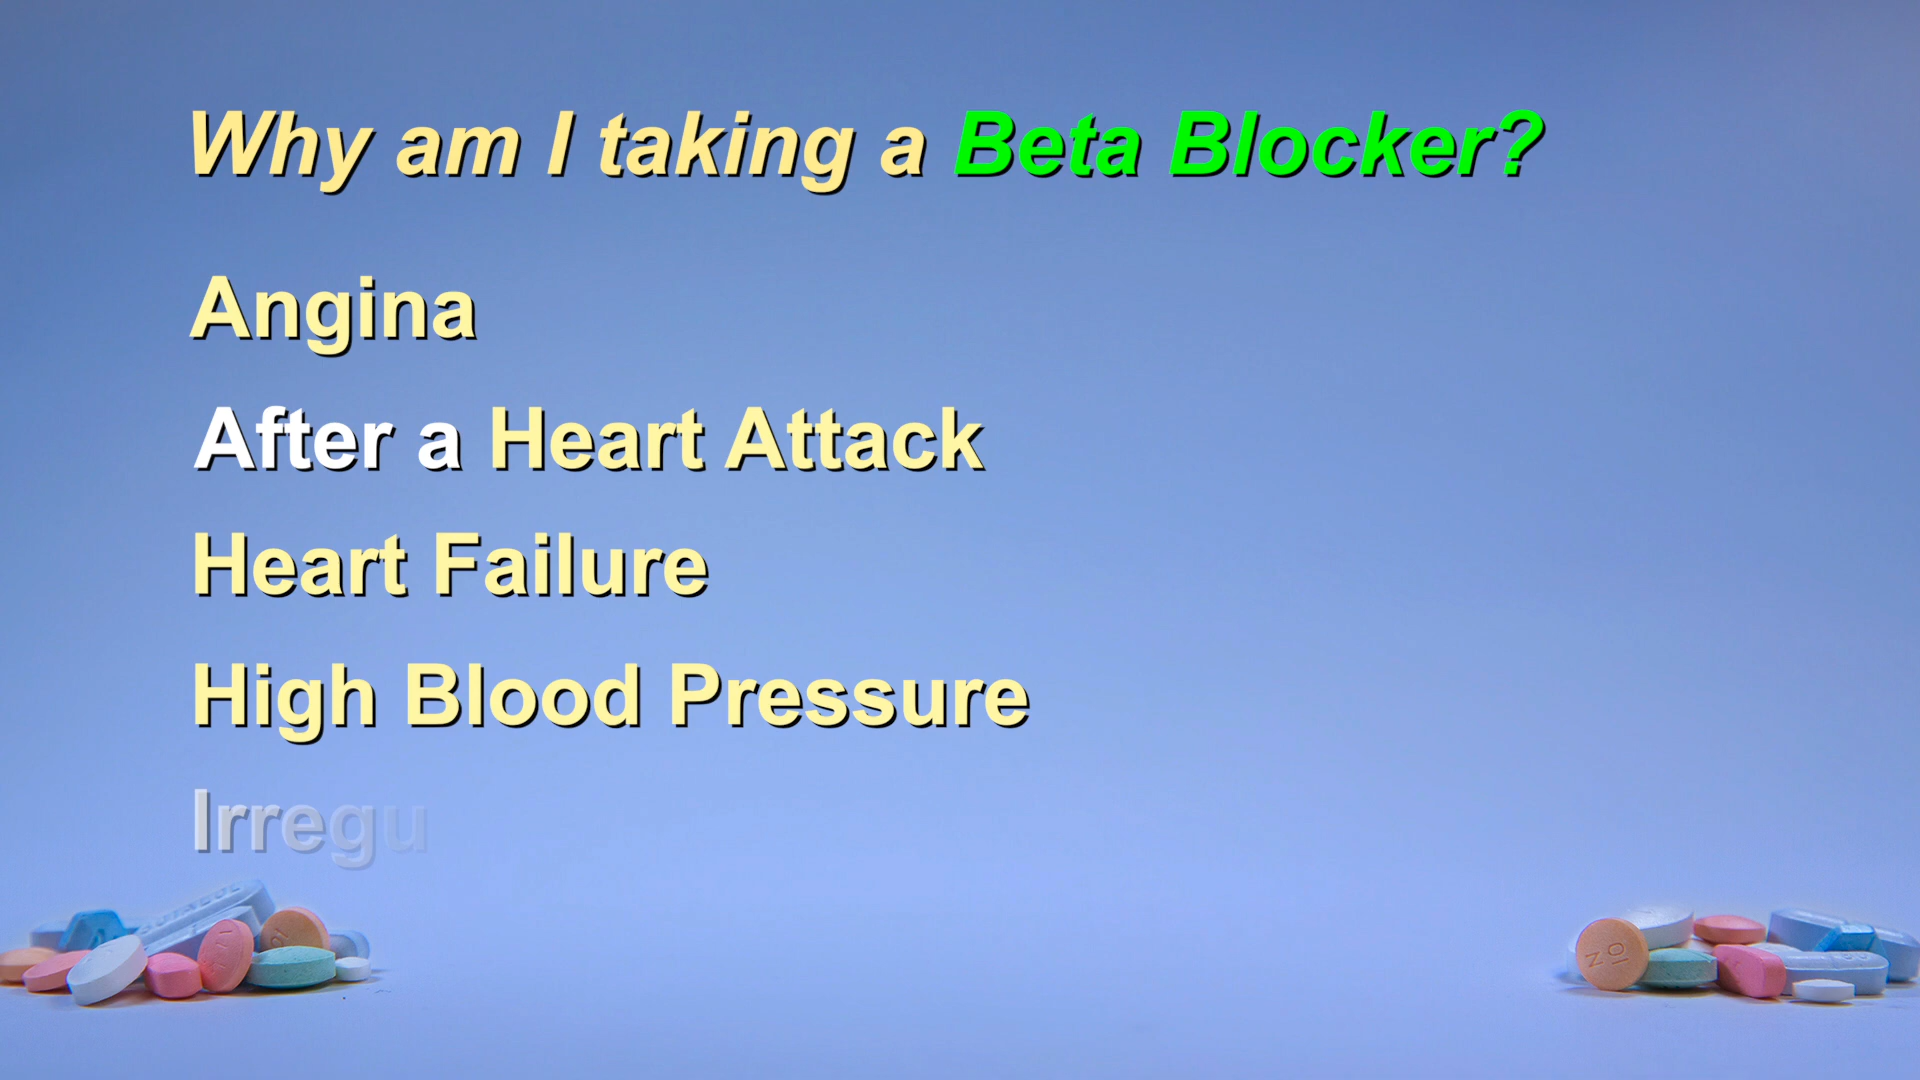 Why am I taking a Beta Blocker?
Angina
After a Heart Attack
Heart Failure
High Blood Pressure
Irregu